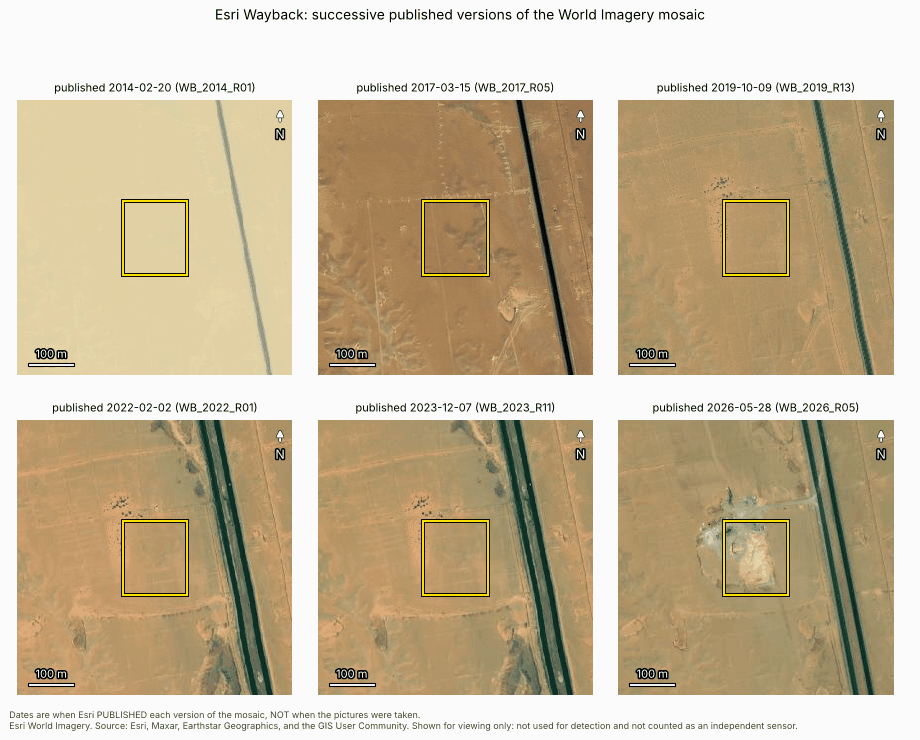 Esri Wayback: successive published versions of the World Imagery mosaic
published 2014-02-20 (WB_2014_R01)
published 2017-03-15 (WB_2017_R05)
published 2019-10-09 (WB_2019_R13)
N
N
N
100 m
100 m
100 m
published 2022-02-02 (WB_2022_R01)
published 2023-12-07 (WB_2023_R11)
published 2026-05-28 (WB_2026_R05)
N
N
N
100 m
100 m
100 m
Dates are when Esri PUBLISHED each version of the mosaic, NOT when the pictures were taken.
Esri World Imagery. Source: Esri, Maxar, Earthstar Geographics, and the GIS User Community. Shown for viewing only: not used for detection and not counted as an independent sensor.